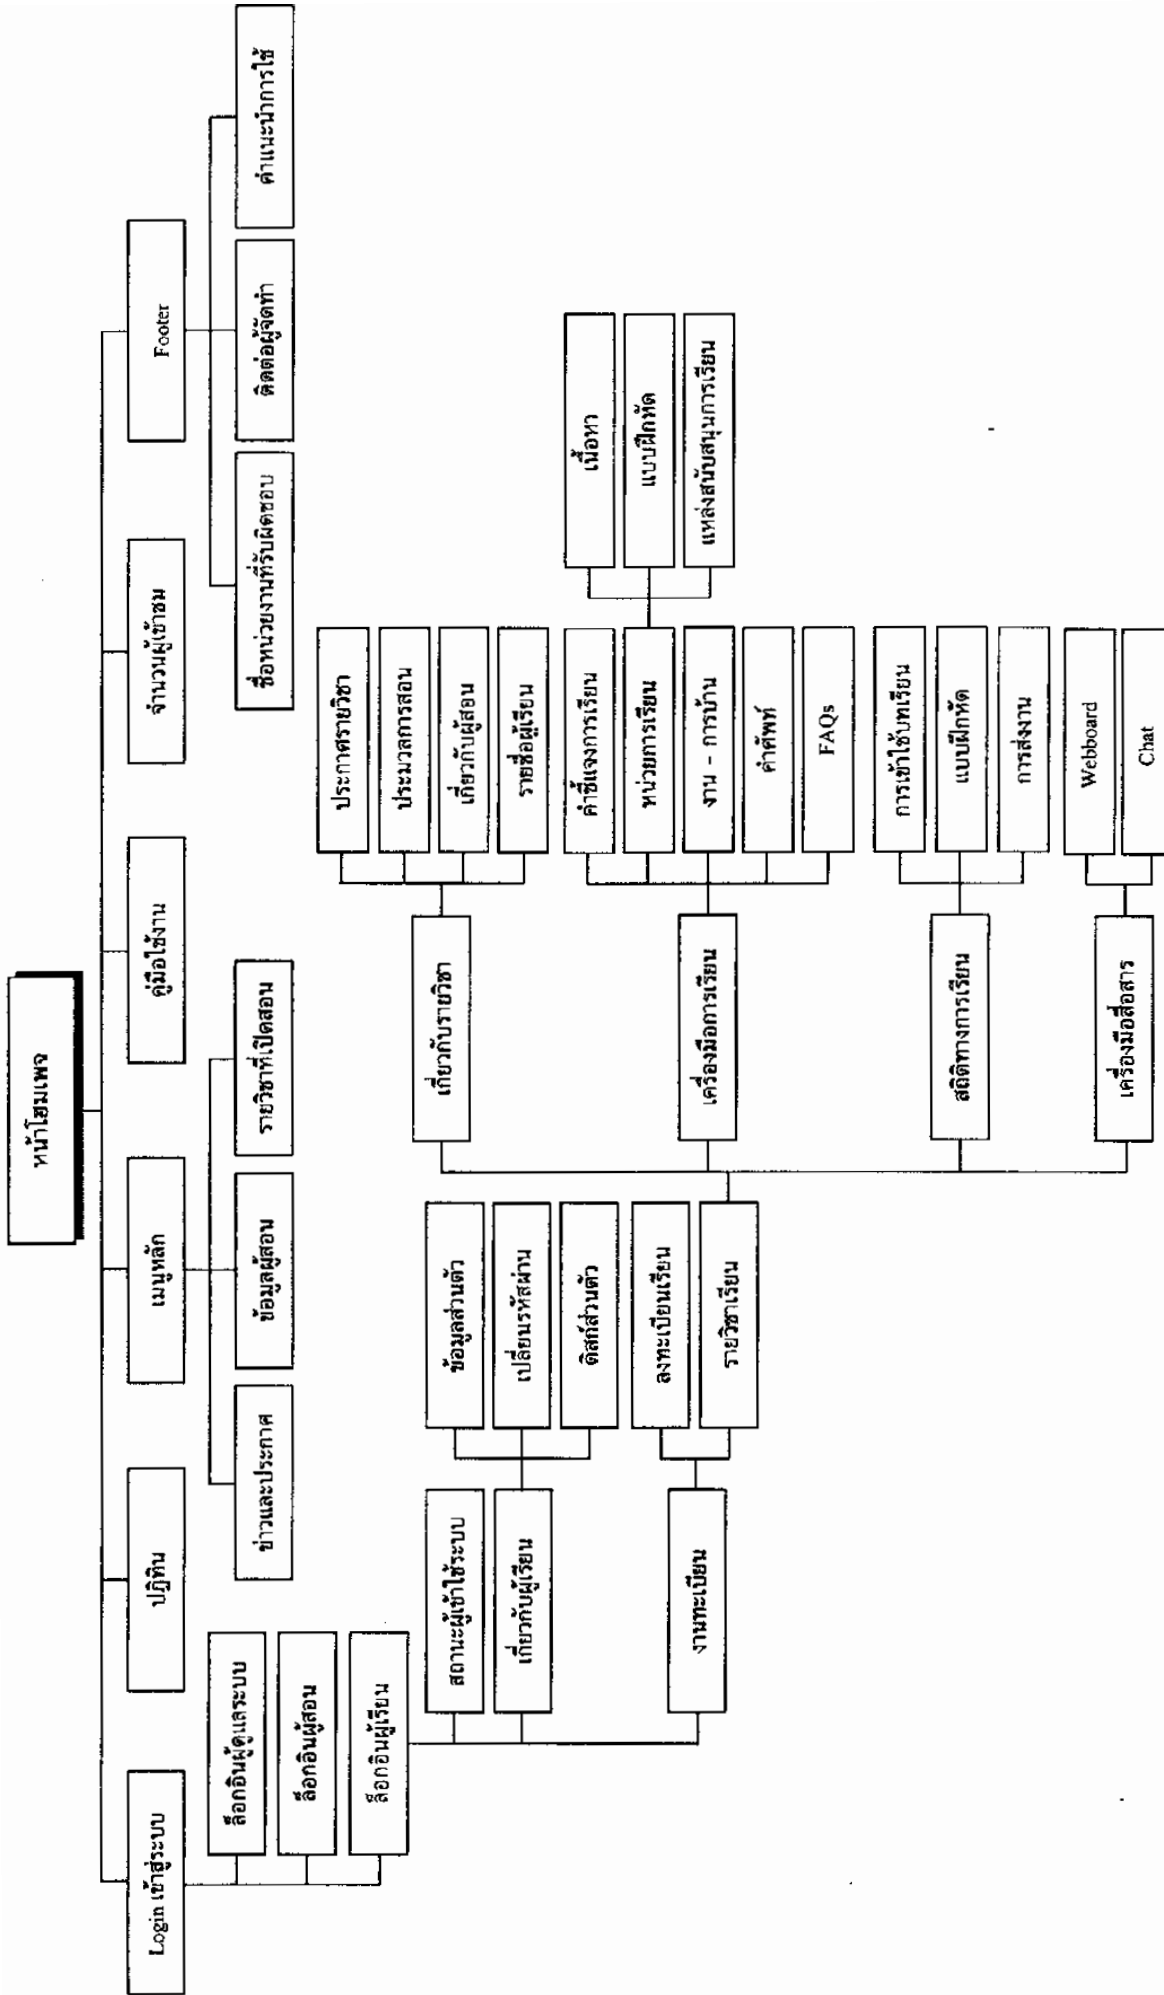 หน้าโฮมเพจ
Login เข้าสู่ระบบ
ปฏิทิน
เมนูหลัก
คู่มือใช้งาน
จำนวนผู้เข้าชม
Footer
ล็อกอินผู้ดูแลระบบ
ล็อกอินผู้สอน
ล็อกอินผู้เรียน
ข่าวและประกาศ
ข้อมูลผู้สอน
รายวิชาที่เปิดสอน
ชื่อหน่วยงานที่รับผิดชอบ
ติดต่อผู้จัดทำ
คำแนะนำการใช้
สถานะผู้เข้าใช้ระบบ
เกี่ยวกับผู้เรียน
งานทะเบียน
ข้อมูลส่วนตัว
เปลี่ยนรหัสผ่าน
ดิสก์ส่วนตัว
ลงทะเบียนเรียน
รายวิชาเรียน
เกี่ยวกับรายวิชา
เครื่องมือการเรียน
สถิติทางการเรียน
เครื่องมือสื่อสาร
ประกาศรายวิชา
ประมวลการสอน
เกี่ยวกับผู้สอน
รายชื่อผู้เรียน
คำชี้แจงการเรียน
หน่วยการเรียน
งาน - การบ้าน
คำศัพท์
FAQs
การเข้าใช้บทเรียน
แบบฝึกหัด
การส่งงาน
Webboard
Chat
เนื้อหา
แบบฝึกหัด
แหล่งสนับสนุนการเรียน